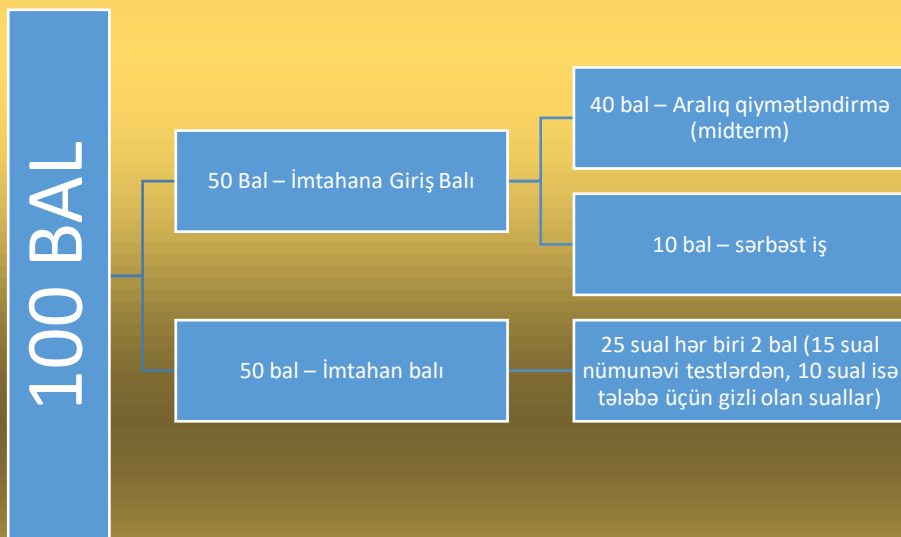 100 BAL
50 Bal – İmtahana Giriş Balı
40 bal – Aralıq qiymətləndirmə
(midterm)
10 bal – sərbəst iş
50 bal – İmtahan balı
25 sual hər biri 2 bal (15 sual
nümunəvi testlərdən, 10 sual isə
tələbə üçün gizli olan suallar)